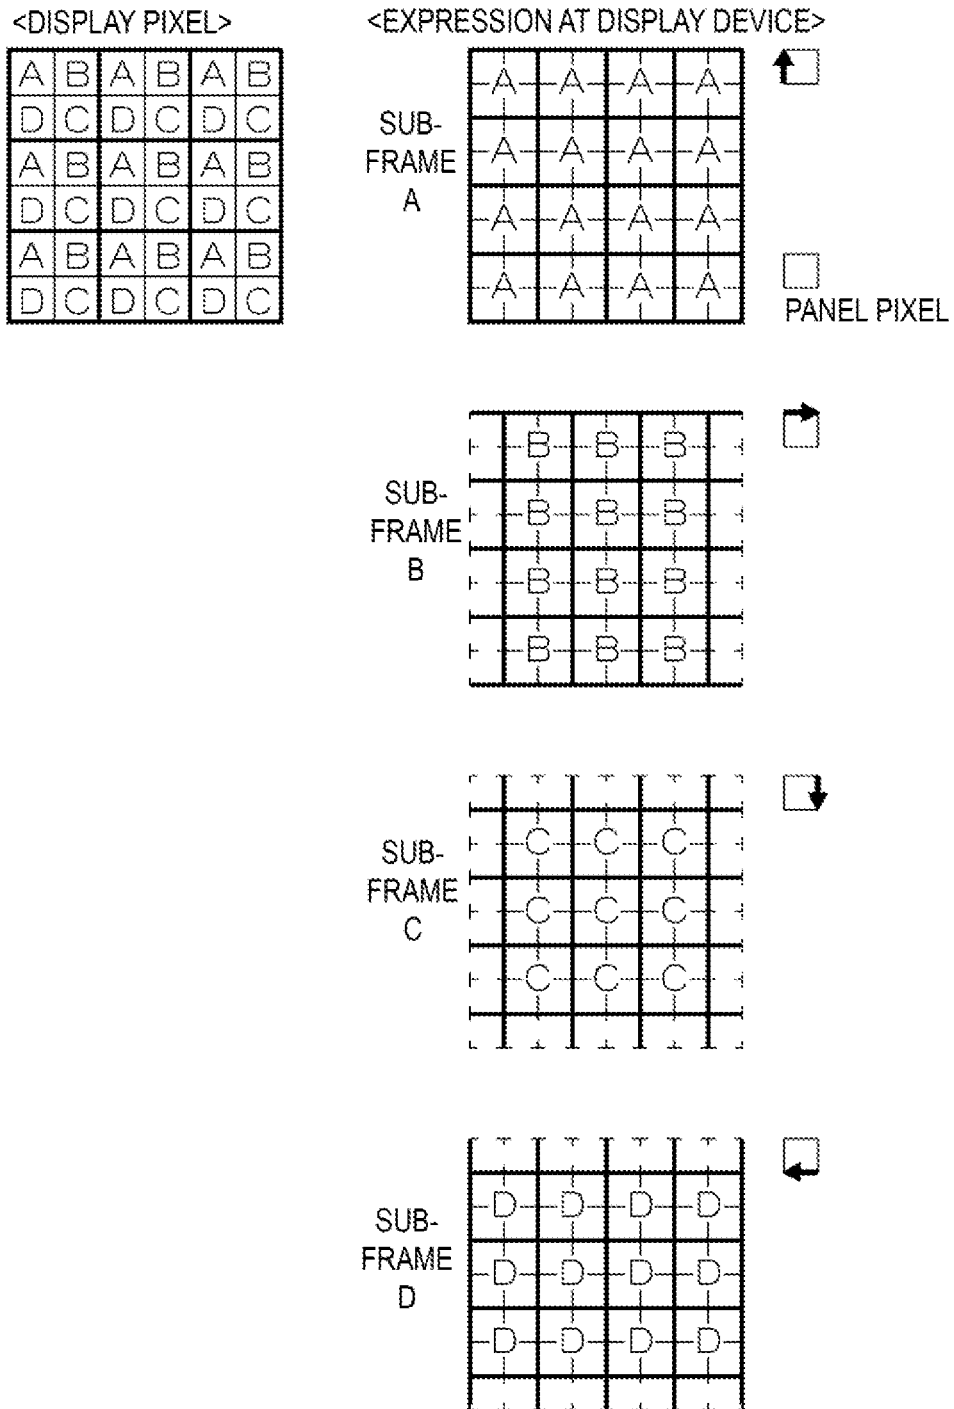 <DISPLAY PIXEL>
A B A B A B
D C D C D C
A B A B A B
D C D C D C
A B A B A B
D C D C D C
<EXPRESSION AT DISPLAY DEVICE>
SUB-
FRAME
A
A A A A
A A A A
A A A A
A A A A
PANEL PIXEL
SUB-
FRAME
B
B B B
B B B
B B B
B B B
SUB-
FRAME
C
C C C
C C C
C C C
SUB-
FRAME
D
D D D D
D D D D
D D D D